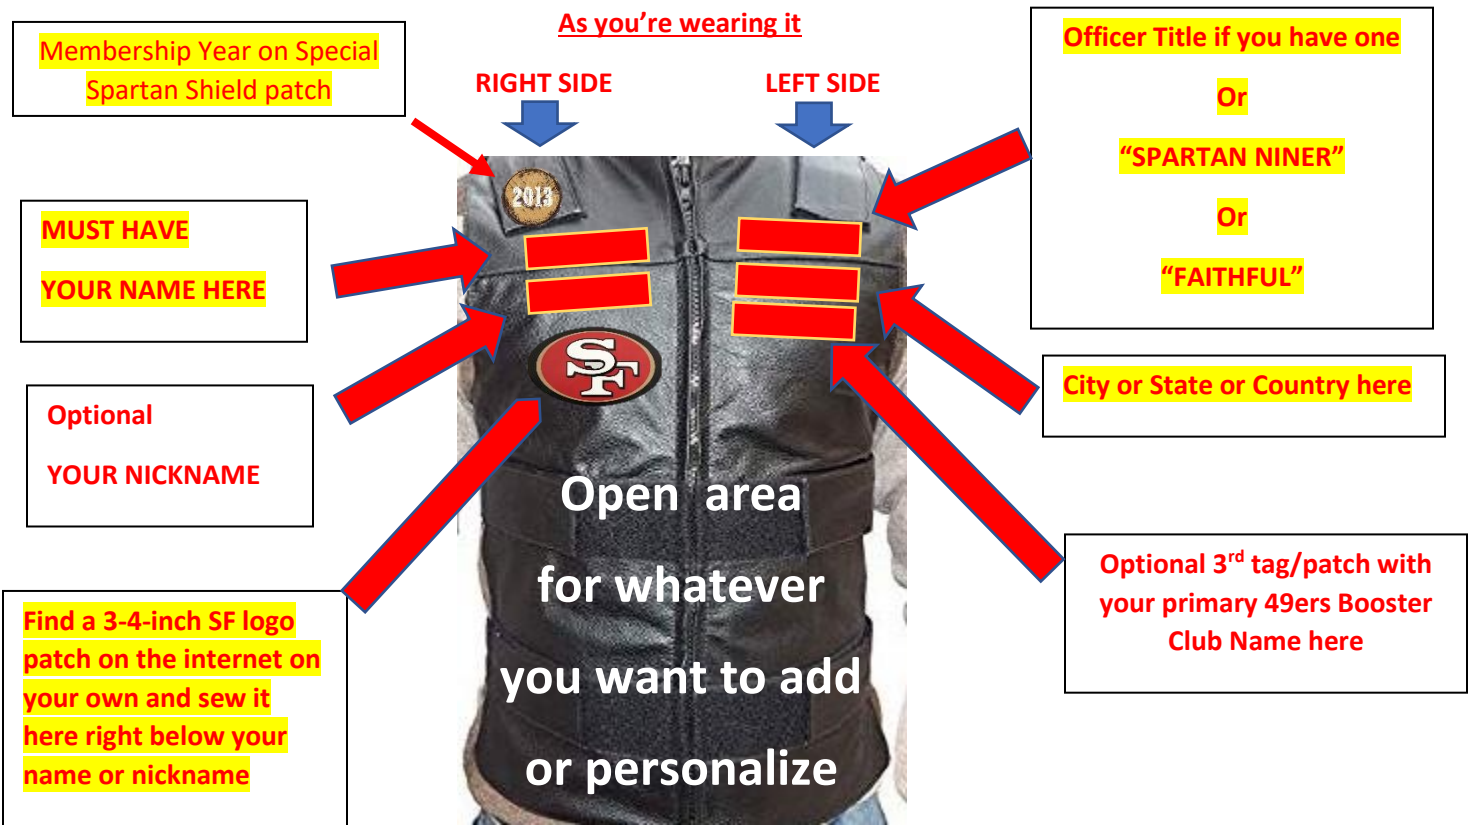 As you’re wearing it
RIGHT SIDE
LEFT SIDE
Membership Year on Special
Spartan Shield patch
MUST HAVE
YOUR NAME HERE
Optional
YOUR NICKNAME
Find a 3-4-inch SF logo
patch on the internet on
your own and sew it
here right below your
name or nickname
2013
SF
Open area
for whatever
you want to add
or personalize
Officer Title if you have one
Or
“SPARTAN NINER”
Or
“FAITHFUL”
City or State or Country here
Optional 3rd tag/patch with
your primary 49ers Booster
Club Name here